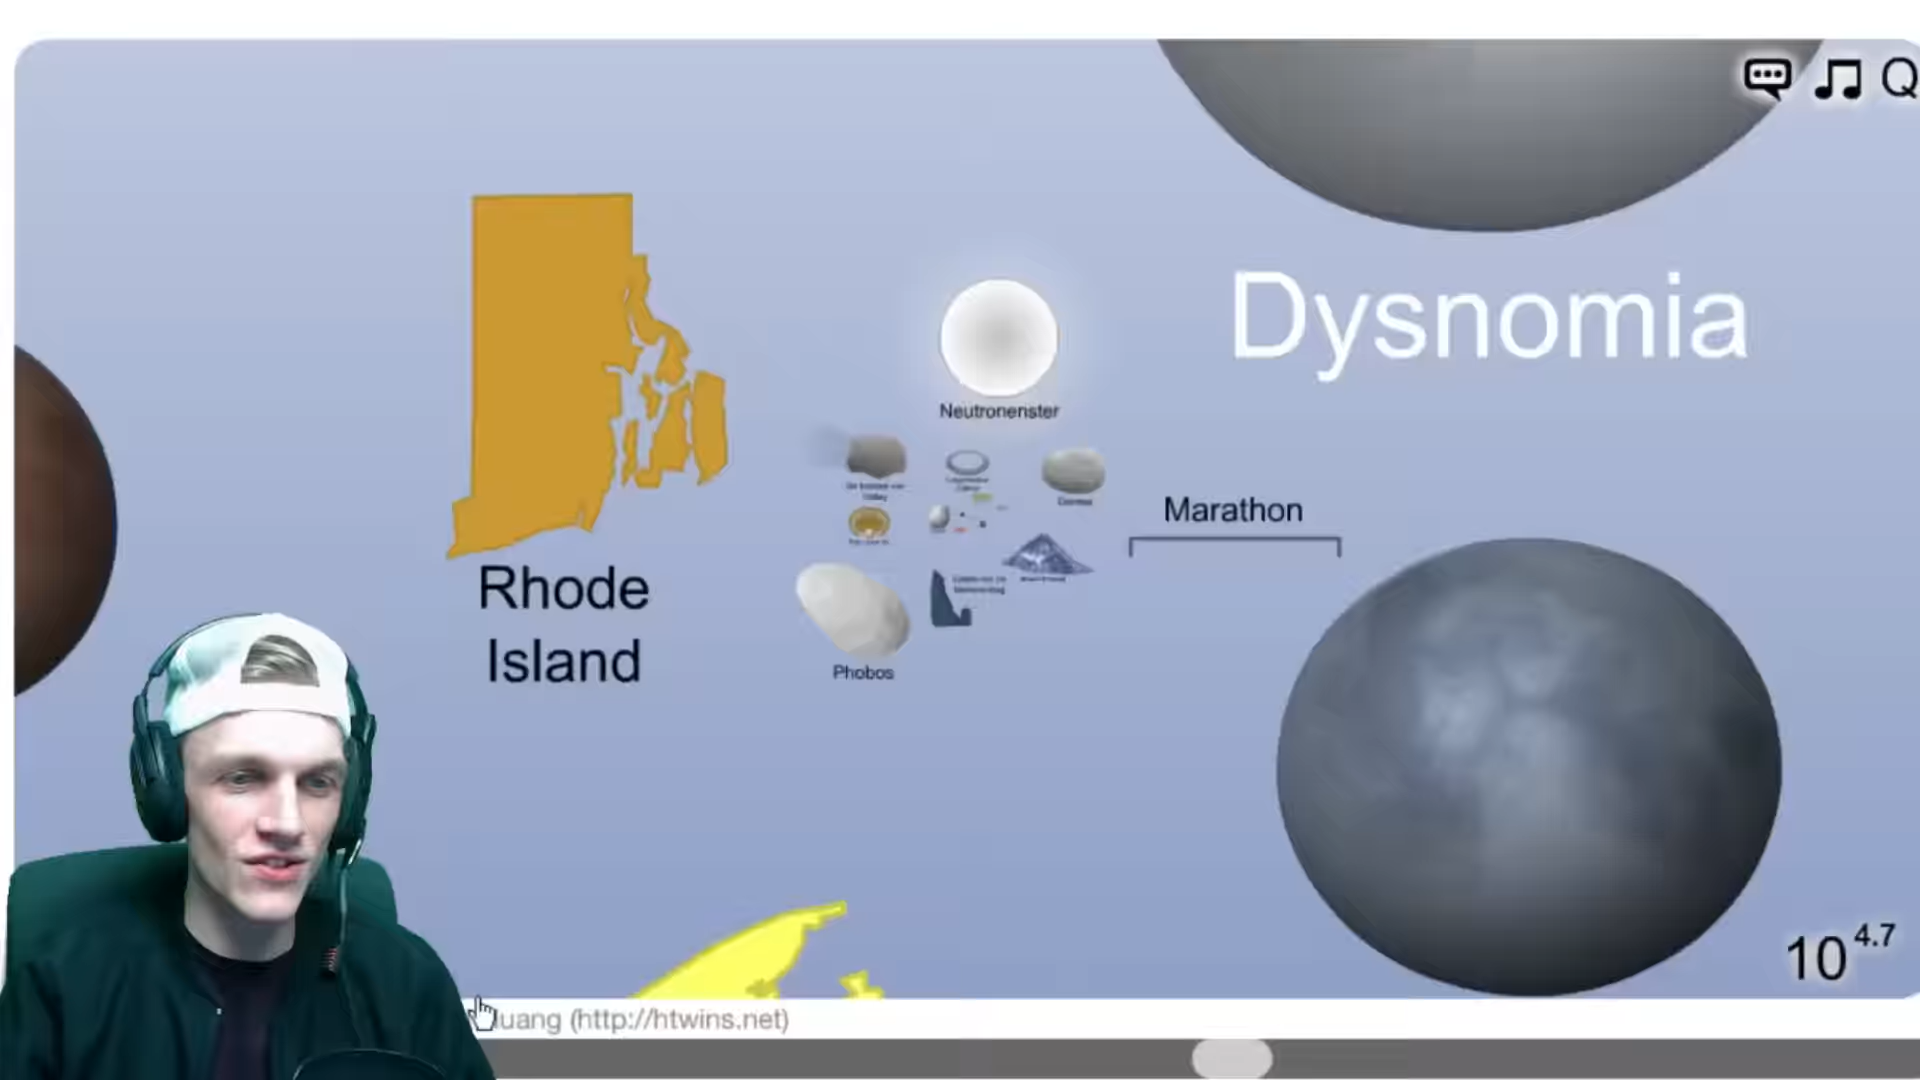 Q
Dysnomia
Neutronenster
Marathon
Rhode
Island
Phobos
10 4.7
uang (http://htwins.net)